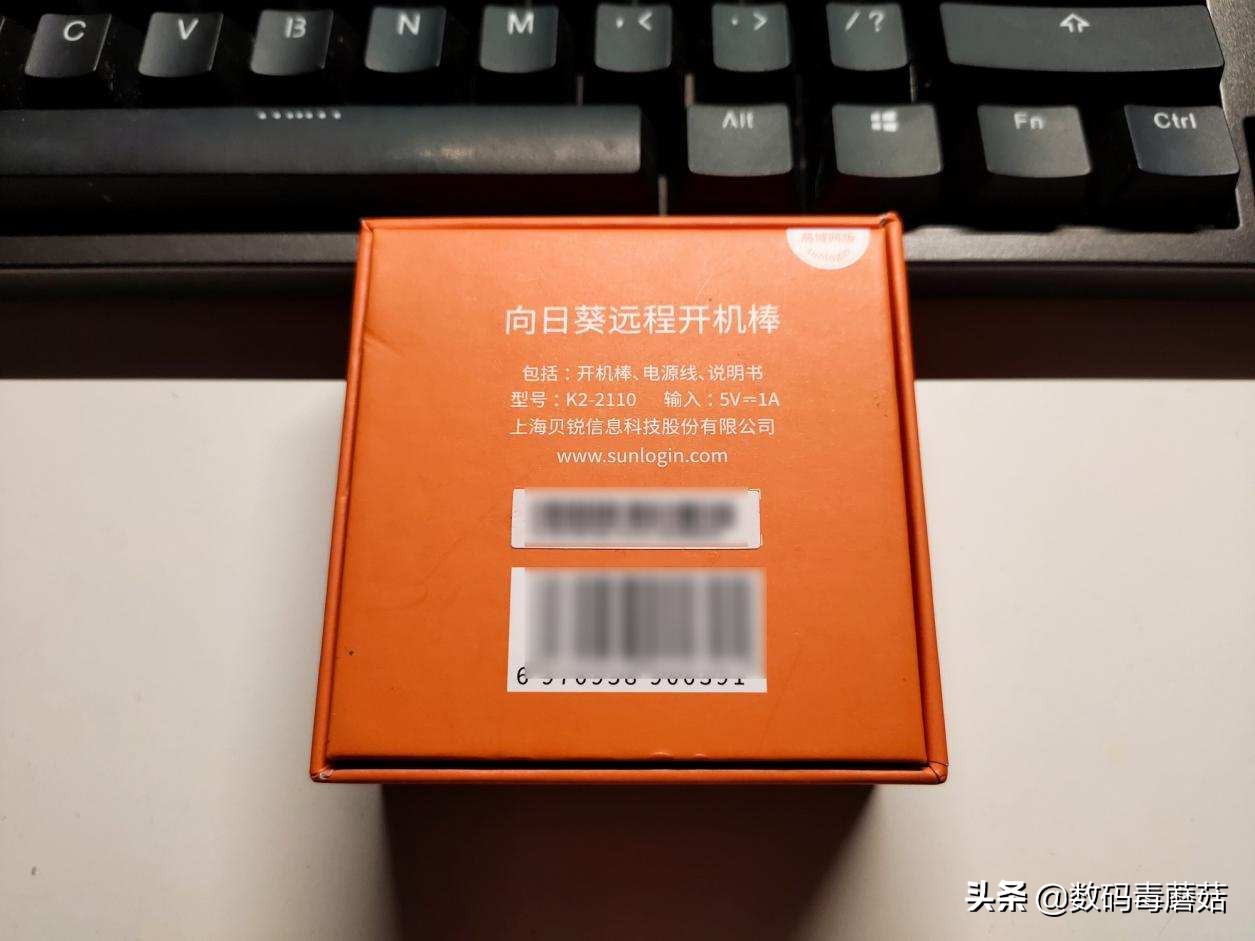 C V B N M , < . > / ?
Alt Fn Ctrl
向日葵远程开机棒
包括：开机棒、电源线、说明书
型号：K2-2110 输入：5V⎓1A
上海贝锐信息科技股份有限公司
www.sunlogin.com
头条 @数码毒蘑菇